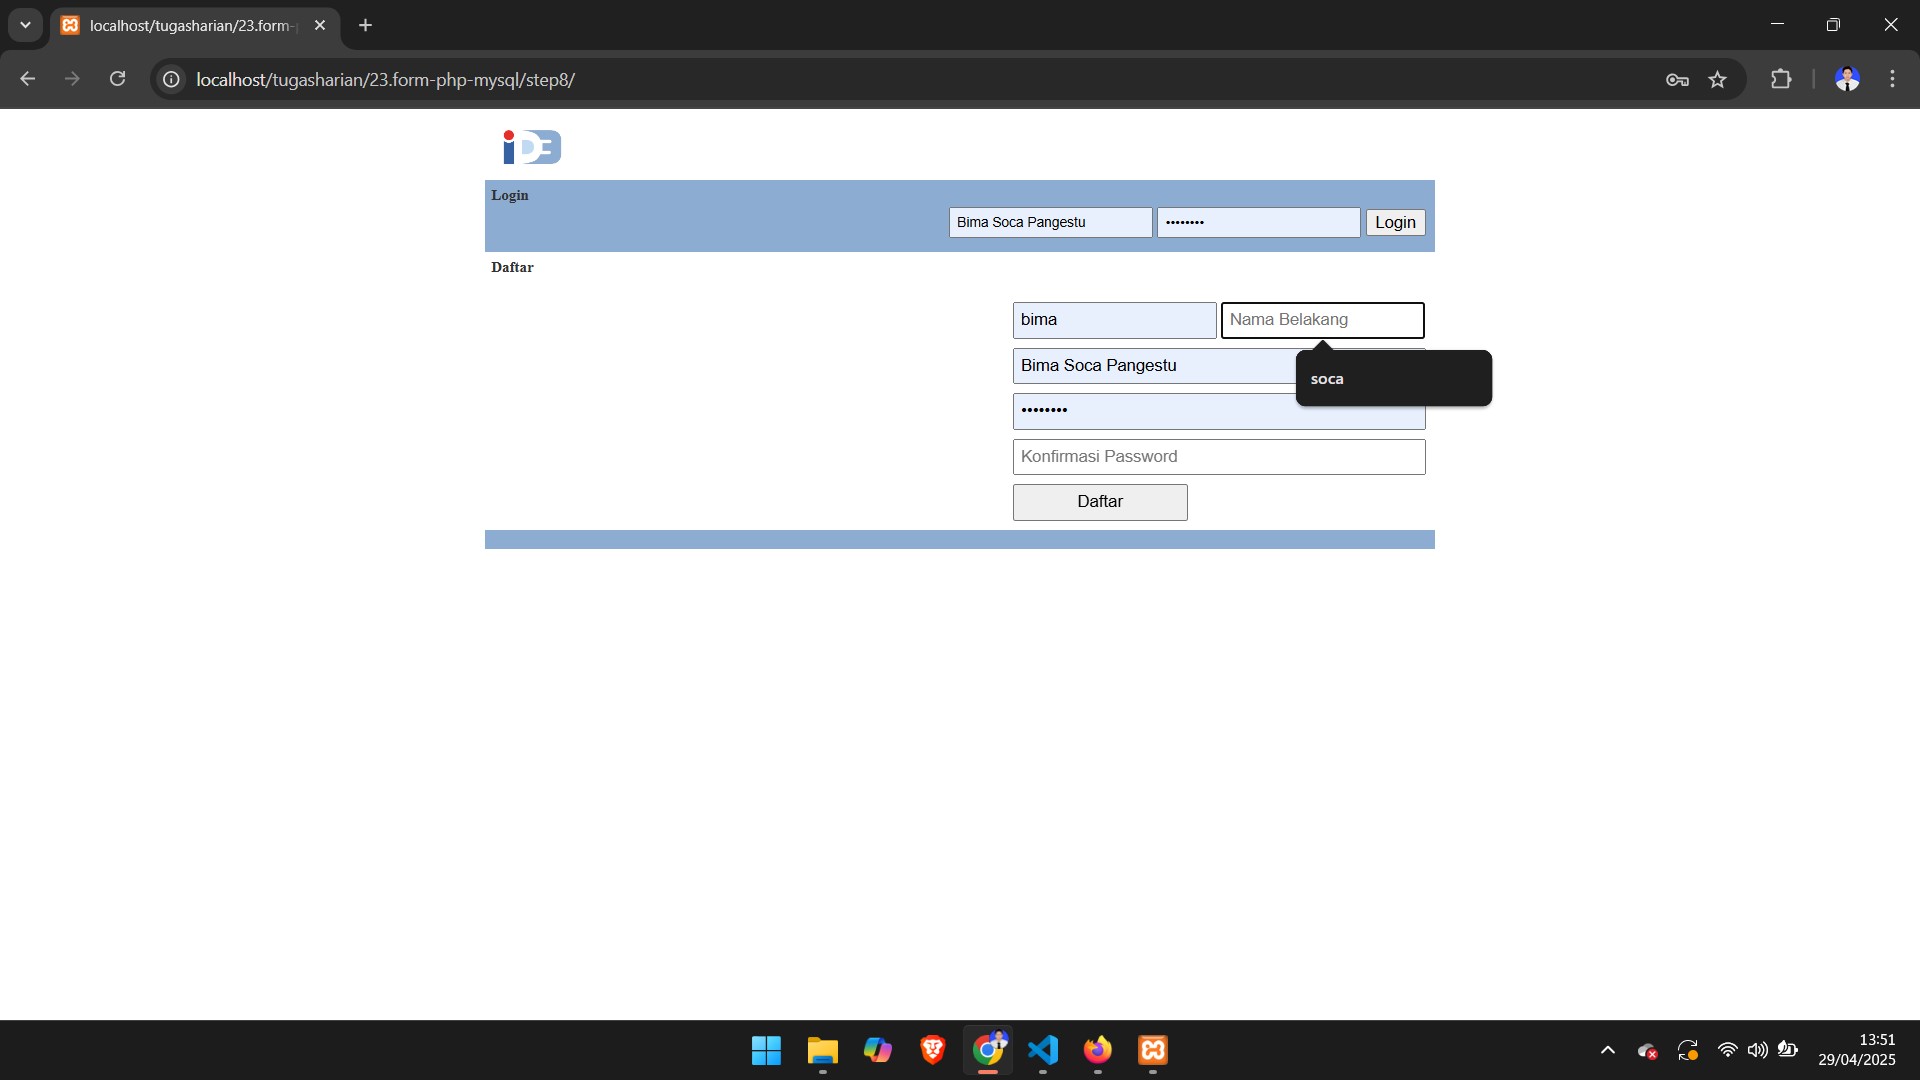 localhost/tugasharian/23.form-
localhost/tugasharian/23.form-php-mysql/step8/
iDE
Login
Bima Soca Pangestu •••••••• Login
Daftar
bima Nama Belakang
Bima Soca Pangestu
soca
••••••••
Konfirmasi Password
Daftar
13:51
29/04/2025